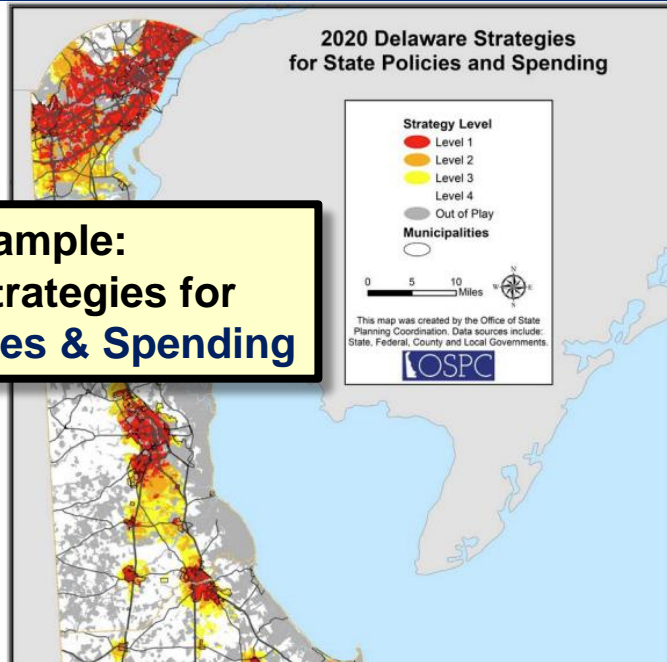 2020 Delaware Strategies
for State Policies and Spending
Strategy Level
Level 1
Level 2
Level 3
Level 4
Out of Play
Municipalities
0 5 10
Miles
N
W E
S
This map was created by the Office of State
Planning Coordination. Data sources include:
State, Federal, County and Local Governments.
OSPC
ample:
trategies for
es & Spending